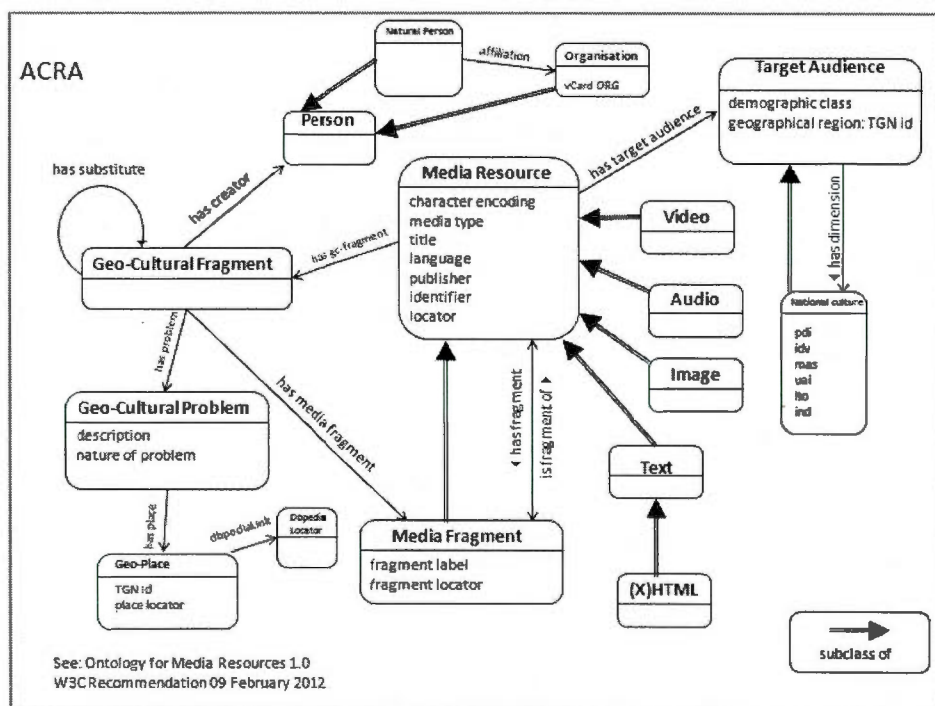 ACRA
Natural Person
affiliation
Organisation
vCard ORG
Person
Target Audience
demographic class
geographical region: TGN id
has target audience
has substitute
has creator
Media Resource
character encoding
media type
title
language
publisher
identifier
locator
Video
◄ has dimension
has gc-fragment
Geo-Cultural Fragment
Audio
National culture
pdi
idv
mas
uai
lto
ind
has problem
Image
has media fragment
Geo-Cultural Problem
description
nature of problem
◄ has fragment
is fragment of ►
Text
has place
dbpediaLink
Dbpedia
Locator
Geo-Place
TGN id
place locator
Media Fragment
fragment label
fragment locator
(X)HTML
subclass of
See: Ontology for Media Resources 1.0
W3C Recommendation 09 February 2012